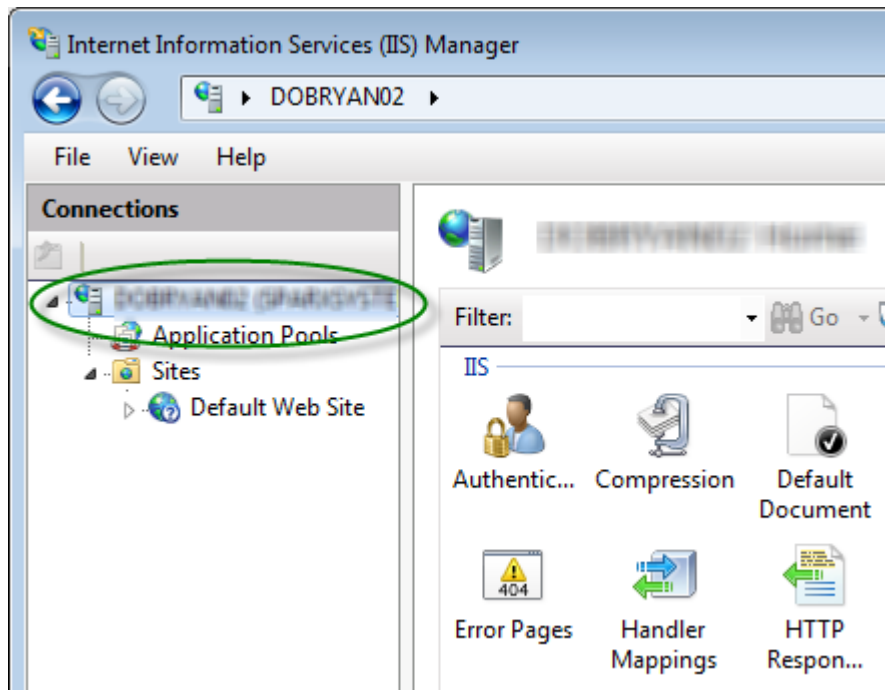 Internet Information Services (IIS) Manager
DOBRYAN02
File View Help
Connections
Filter: Go
Application Pools
IIS
Sites
Default Web Site
Authentic... Compression Default Document
Error Pages Handler Mappings HTTP Respon...
404